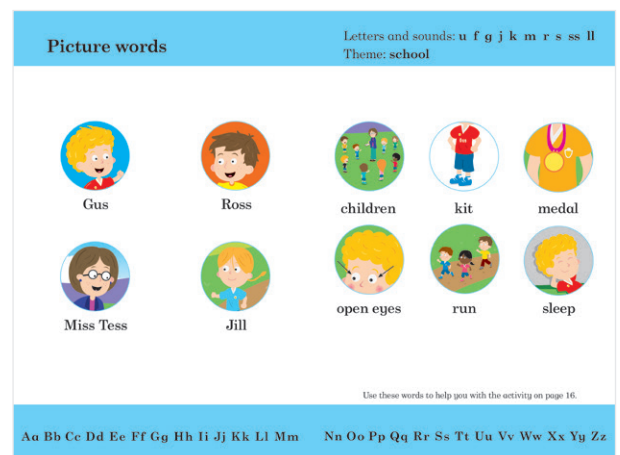 Picture words
Letters and sounds: u f g j k m r s ss ll
Theme: school
Gus
Ross
Miss Tess
Jill
children
kit
medal
open eyes
run
sleep
Use these words to help you with the activity on page 16.
Aa Bb Cc Dd Ee Ff Gg Hh Ii Jj Kk Ll Mm
Nn Oo Pp Qq Rr Ss Tt Uu Vv Ww Xx Yy Zz